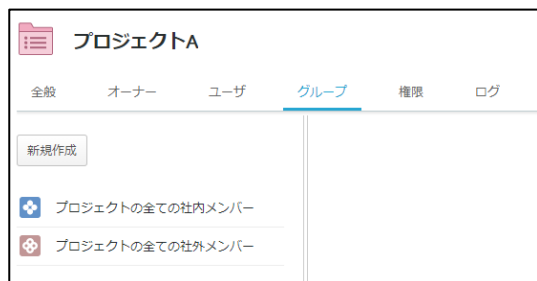 プロジェクトA
全般 オーナー ユーザ グループ 権限 ログ
新規作成
プロジェクトの全ての社内メンバー
プロジェクトの全ての社外メンバー